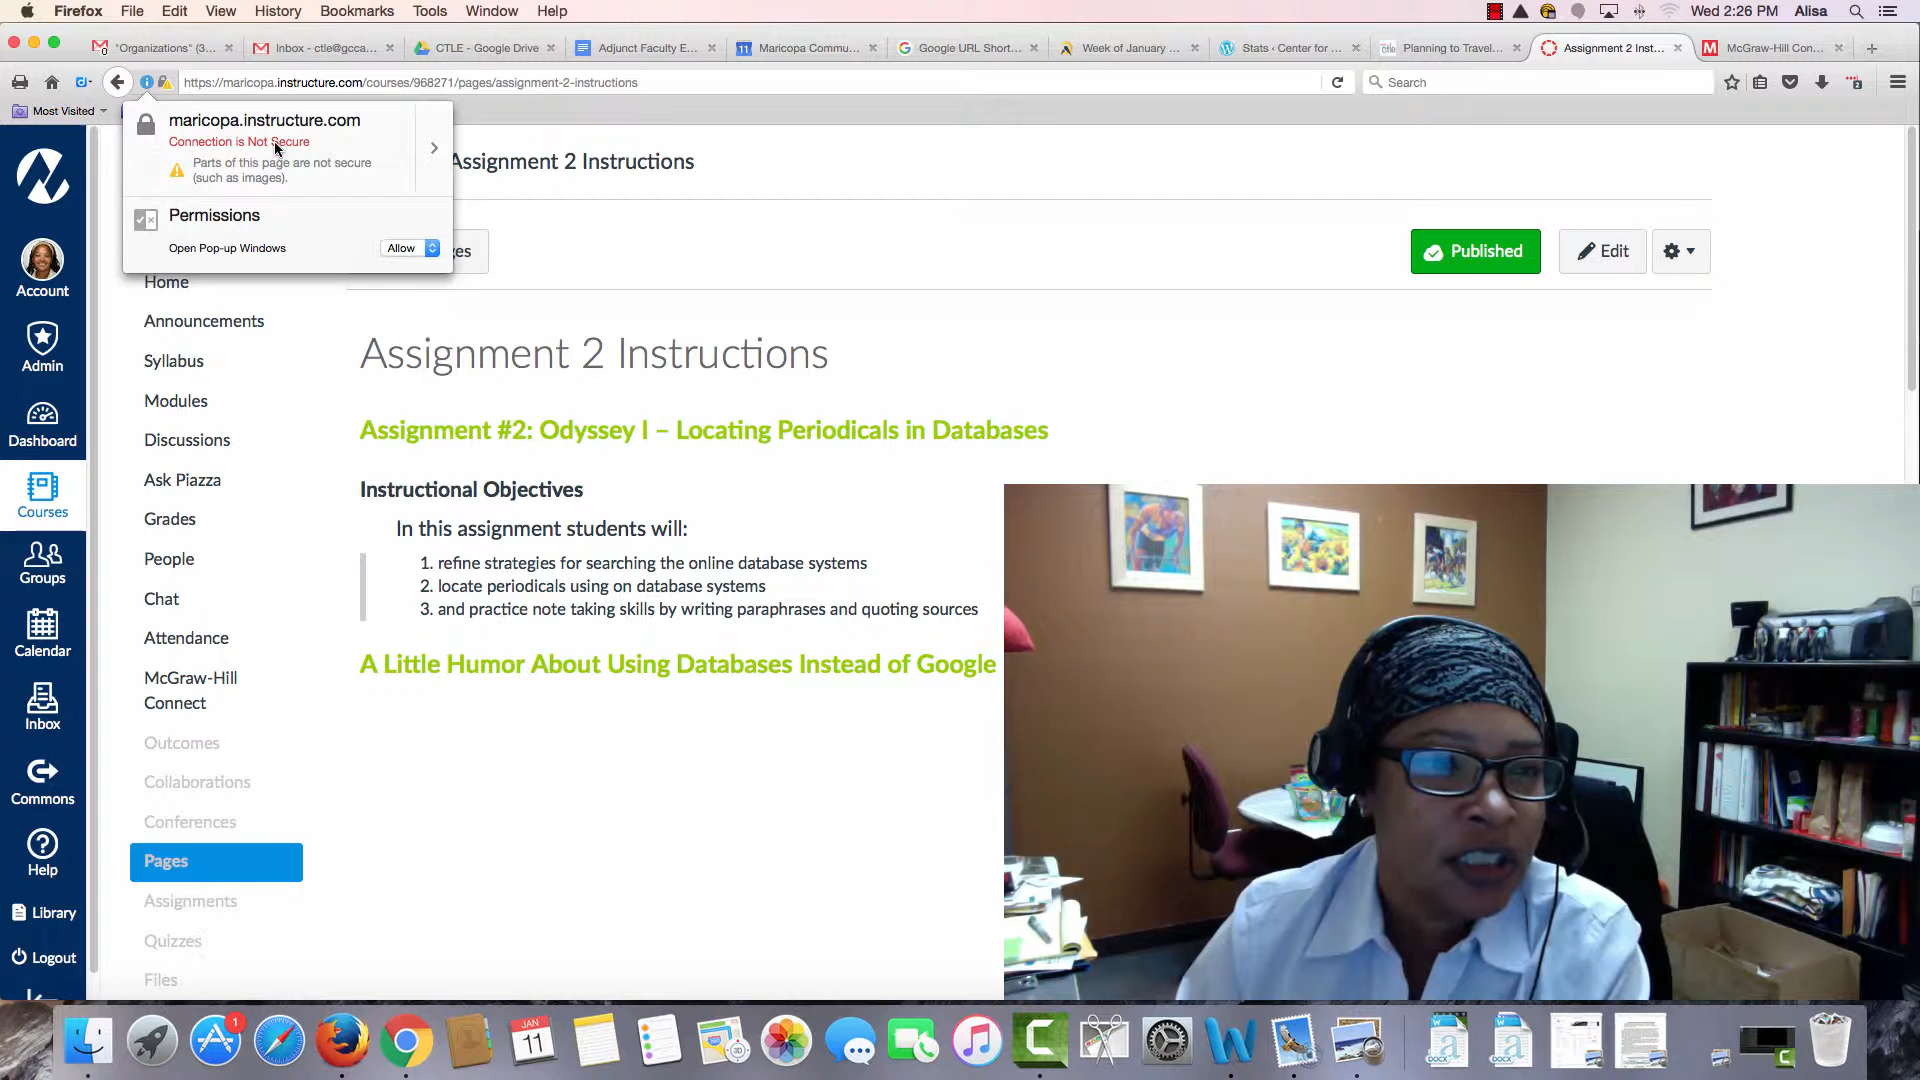 Firefox File Edit View History Bookmarks Tools Window Help Wed 2:26 PM Alisa
"Organizations" (3... Inbox - ctle@gcca... CTLE - Google Drive Adjunct Faculty E... Maricopa Commu... Google URL Short... Week of January ... Stats ‹ Center for ... Planning to Travel... Assignment 2 Inst... McGraw-Hill Con...
https://maricopa.instructure.com/courses/968271/pages/assignment-2-instructions Search
Most Visited
maricopa.instructure.com
Connection is Not Secure
Parts of this page are not secure
(such as images).
Permissions
Open Pop-up Windows Allow
Assignment 2 Instructions
ges Published Edit
Account
Admin
Dashboard
Courses
Groups
Calendar
Inbox
Commons
Help
Library
Logout
Home
Announcements
Syllabus
Modules
Discussions
Ask Piazza
Grades
People
Chat
Attendance
McGraw-Hill
Connect
Outcomes
Collaborations
Conferences
Pages
Assignments
Quizzes
Files
Assignment 2 Instructions
Assignment #2: Odyssey I – Locating Periodicals in Databases
Instructional Objectives
In this assignment students will:
1. refine strategies for searching the online database systems
2. locate periodicals using on database systems
3. and practice note taking skills by writing paraphrases and quoting sources
A Little Humor About Using Databases Instead of Google
1
JAN
11
DOCX
DOCX